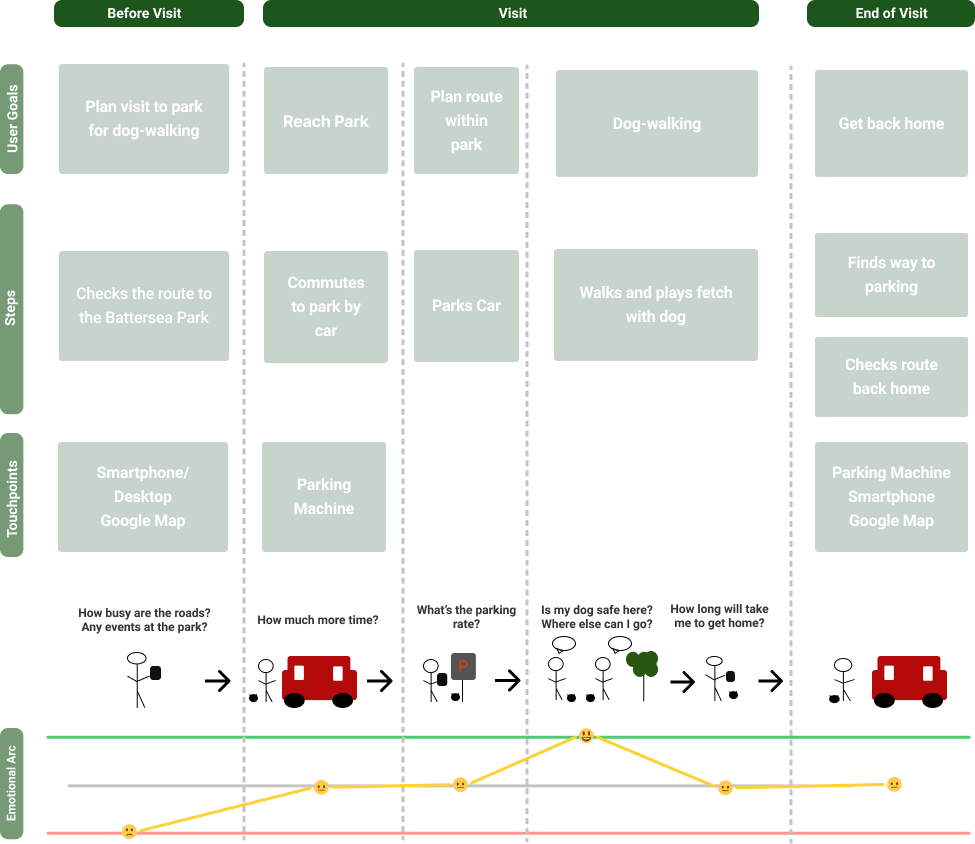 Before Visit
Visit
End of Visit
User Goals
Plan visit to park
for dog-walking
Reach Park
Plan route
within
park
Dog-walking
Get back home
Steps
Checks the route to
the Battersea Park
Commutes
to park by
car
Parks Car
Walks and plays fetch
with dog
Finds way to
parking
Checks route
back home
Touchpoints
Smartphone/
Desktop
Google Map
Parking
Machine
Parking Machine
Smartphone
Google Map
How busy are the roads?
Any events at the park?
How much more time?
What's the parking
rate?
Is my dog safe here?
Where else can I go?
How long will take
me to get home?
P
Emotional Arc